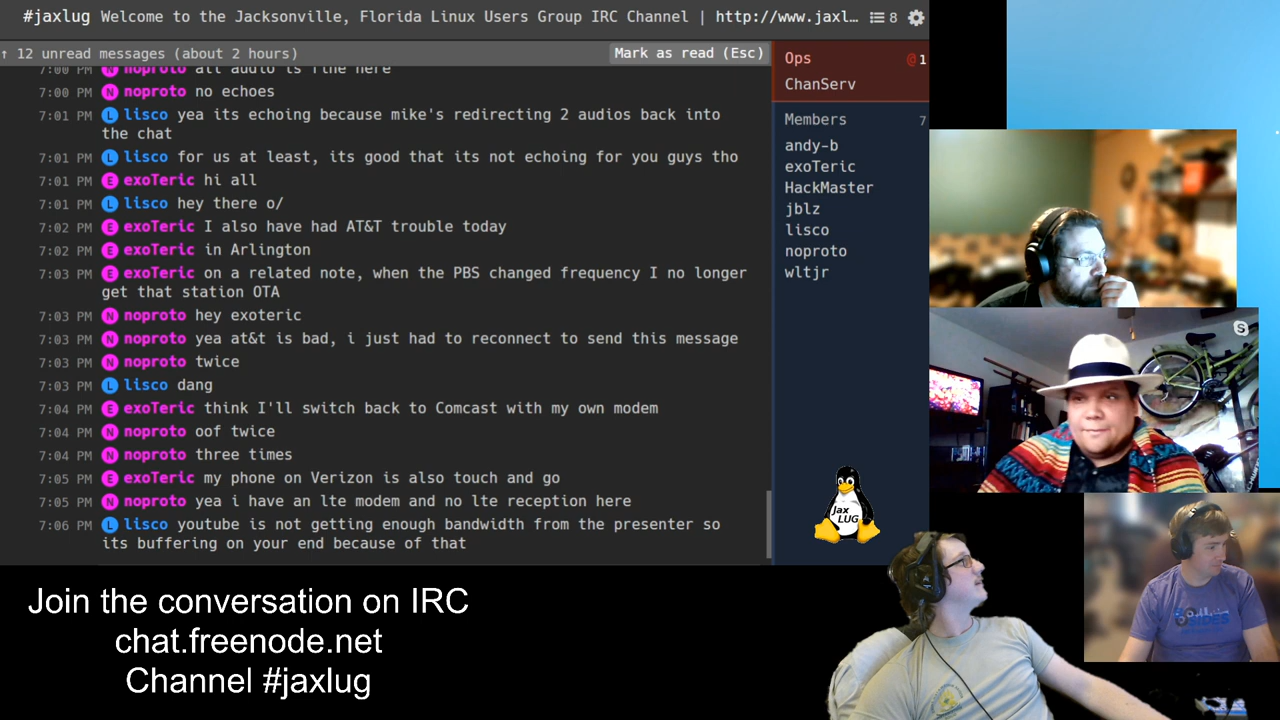 #jaxlug Welcome to the Jacksonville, Florida Linux Users Group IRC Channel | http://www.jaxl… 8
↑ 12 unread messages (about 2 hours) Mark as read (Esc)
7:00 PM N noproto all audio is fine here
7:00 PM N noproto no echoes
7:01 PM L lisco yea its echoing because mike's redirecting 2 audios back into
the chat
7:01 PM L lisco for us at least, its good that its not echoing for you guys tho
7:01 PM E exoTeric hi all
7:01 PM L lisco hey there o/
7:02 PM E exoTeric I also have had AT&T trouble today
7:02 PM E exoTeric in Arlington
7:03 PM E exoTeric on a related note, when the PBS changed frequency I no longer
get that station OTA
7:03 PM N noproto hey exoteric
7:03 PM N noproto yea at&t is bad, i just had to reconnect to send this message
7:03 PM N noproto twice
7:03 PM L lisco dang
7:04 PM E exoTeric think I'll switch back to Comcast with my own modem
7:04 PM N noproto oof twice
7:04 PM N noproto three times
7:05 PM E exoTeric my phone on Verizon is also touch and go
7:05 PM N noproto yea i have an lte modem and no lte reception here
7:06 PM L lisco youtube is not getting enough bandwidth from the presenter so
its buffering on your end because of that
Ops @1
ChanServ
Members 7
andy-b
exoTeric
HackMaster
jblz
lisco
noproto
wltjr
jax
LUG
SIDES
Join the conversation on IRC
chat.freenode.net
Channel #jaxlug